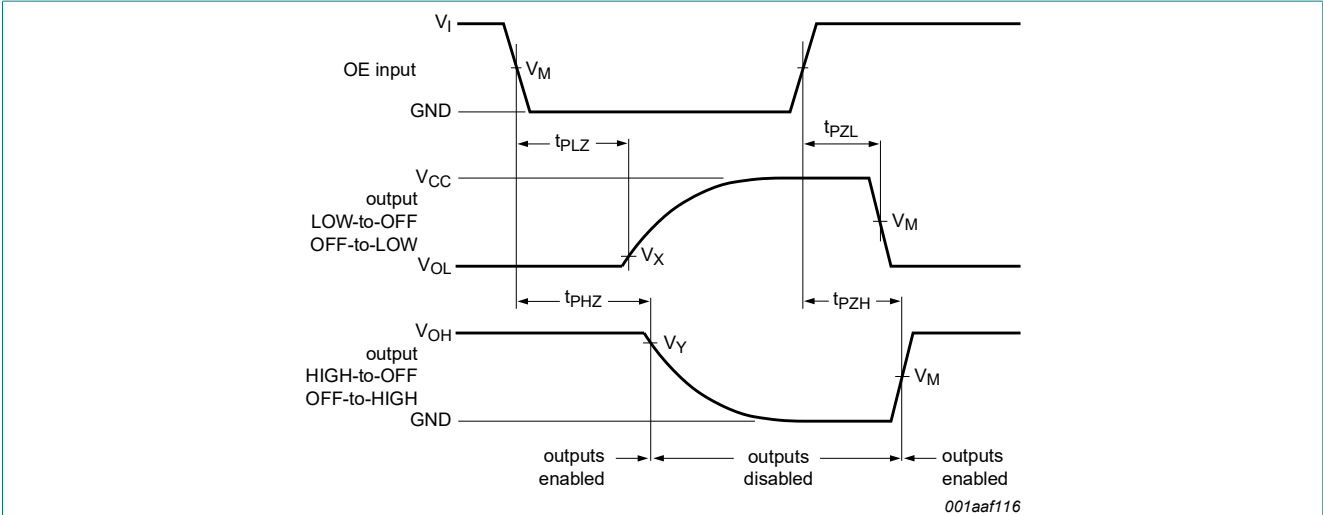 VI
OE input
VM
GND
tPLZ
tPZL
VCC
output
LOW-to-OFF
OFF-to-LOW
VM
VX
VOL
tPHZ
tPZH
VOH
output
HIGH-to-OFF
OFF-to-HIGH
VY
VM
GND
outputs
enabled
outputs
disabled
outputs
enabled
001aaf116